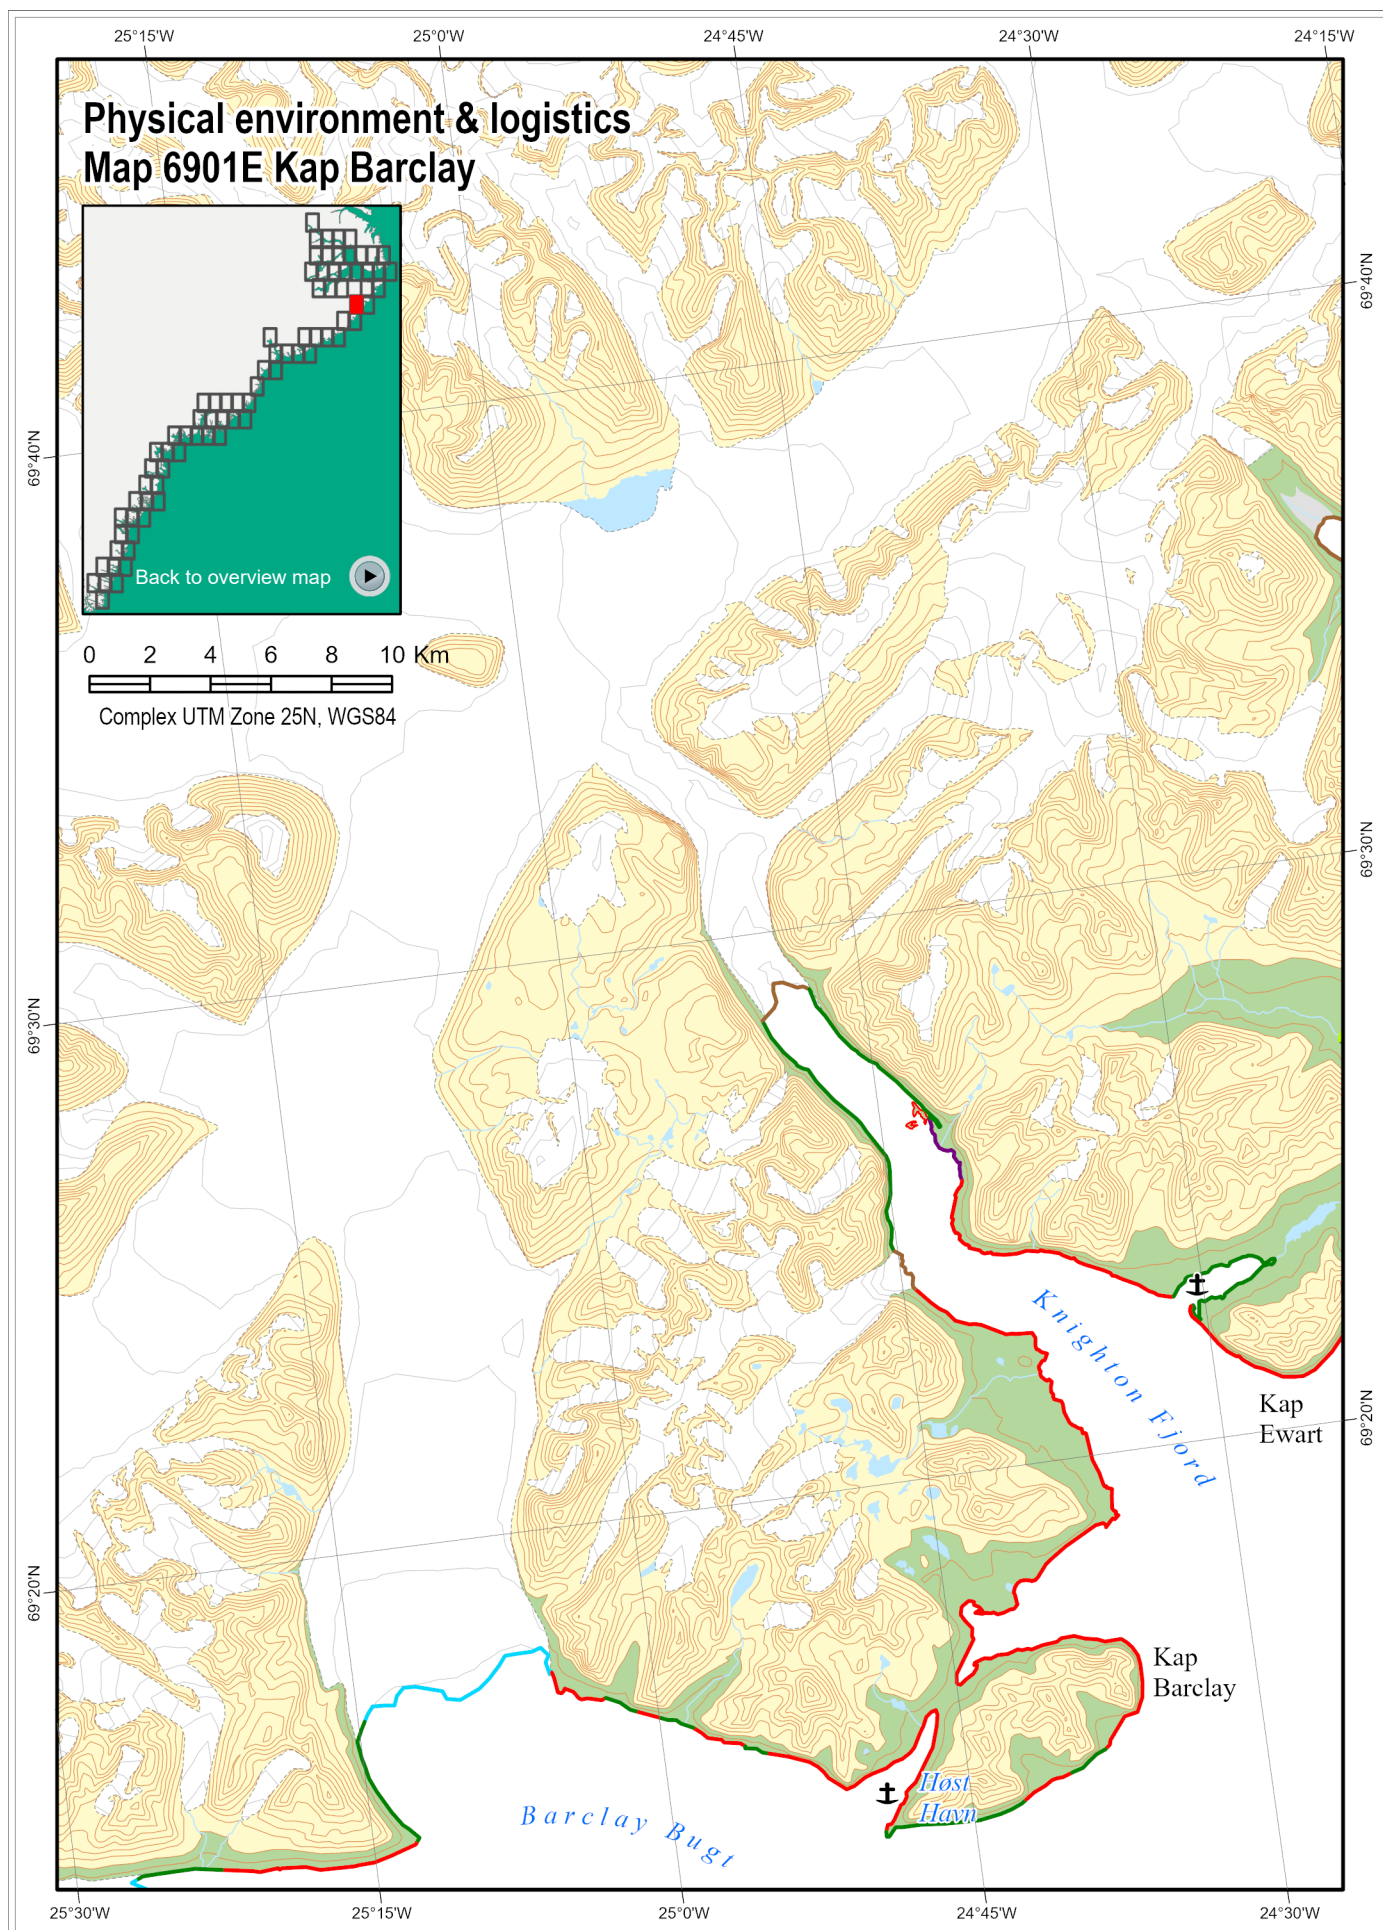 25°15'W 25°0'W 24°45'W 24°30'W 24°15'W
Physical environment & logistics
Map 6901E Kap Barclay
69°40'N
69°40'N
Back to overview map
0 2 4 6 8 10 Km
Complex UTM Zone 25N, WGS84
69°30'N
69°30'N
Knighton Fjord
Kap
Ewart
69°20'N
69°20'N
Kap
Barclay
Høst
Havn
Barclay Bugt
25°30'W 25°15'W 25°0'W 24°45'W 24°30'W